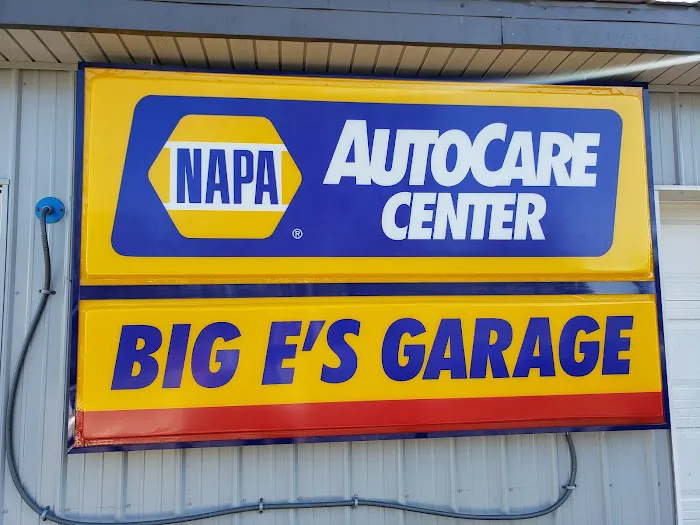 NAPA
®
AUTOCARE
CENTER
BIG E'S GARAGE